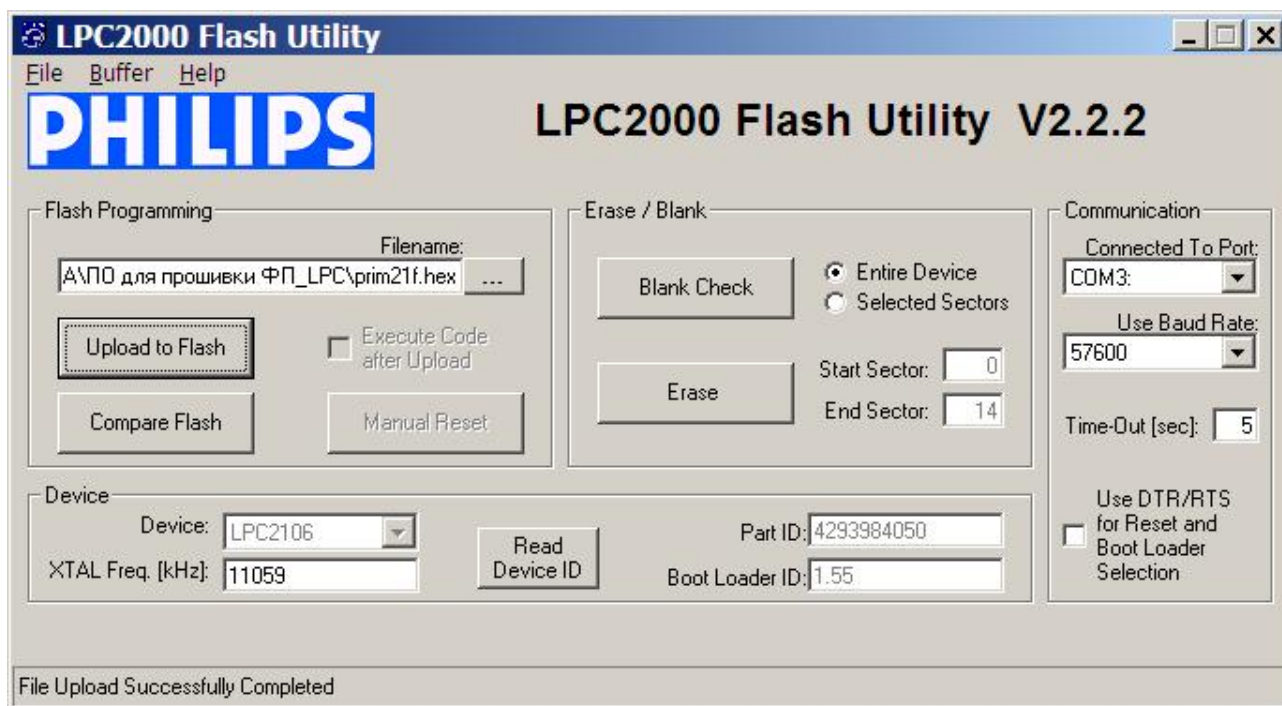 LPC2000 Flash Utility
File Buffer Help
PHILIPS
LPC2000 Flash Utility V2.2.2
Flash Programming
Filename:
А\ПО для прошивки ФП_LPC\prim21f.hex
...
Upload to Flash
Execute Code
after Upload
Compare Flash
Manual Reset
Erase / Blank
Blank Check
Entire Device
Selected Sectors
Erase
Start Sector: 0
End Sector: 14
Communication
Connected To Port:
COM3:
Use Baud Rate:
57600
Time-Out [sec]: 5
Use DTR/RTS
for Reset and
Boot Loader
Selection
Device
Device: LPC2106
XTAL Freq. [kHz]: 11059
Read
Device ID
Part ID: 4293984050
Boot Loader ID: 1.55
File Upload Successfully Completed